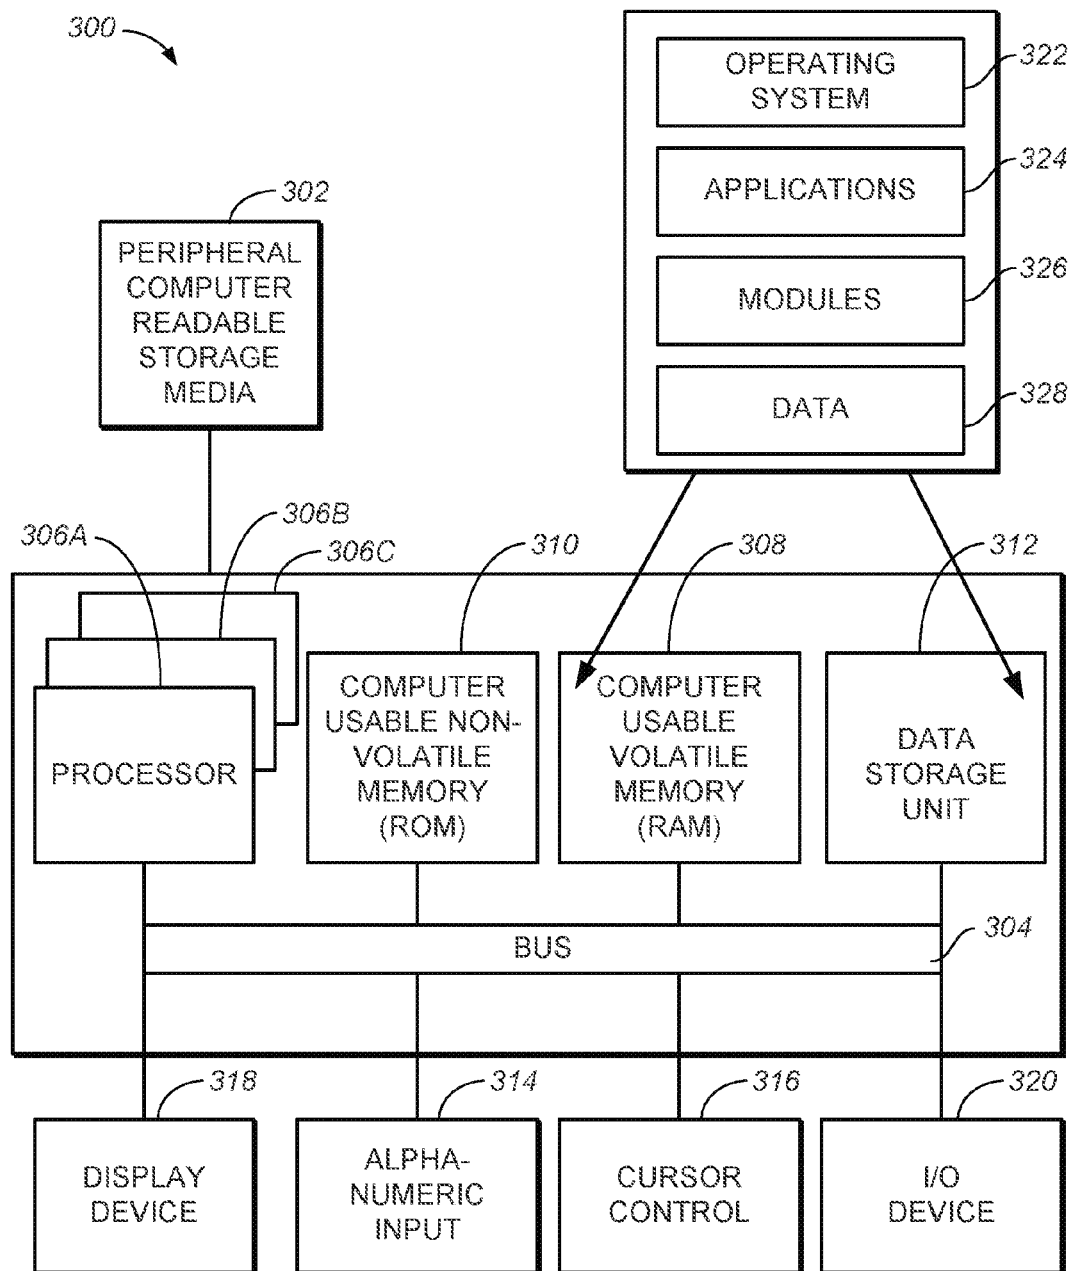 300
OPERATING
SYSTEM
322
APPLICATIONS
324
MODULES
326
DATA
328
302
PERIPHERAL
COMPUTER
READABLE
STORAGE
MEDIA
306A
306B
306C
310
308
312
PROCESSOR
COMPUTER
USABLE NON-
VOLATILE
MEMORY
(ROM)
COMPUTER
USABLE
VOLATILE
MEMORY
(RAM)
DATA
STORAGE
UNIT
BUS
304
318
314
316
320
DISPLAY
DEVICE
ALPHA-
NUMERIC
INPUT
CURSOR
CONTROL
I/O
DEVICE